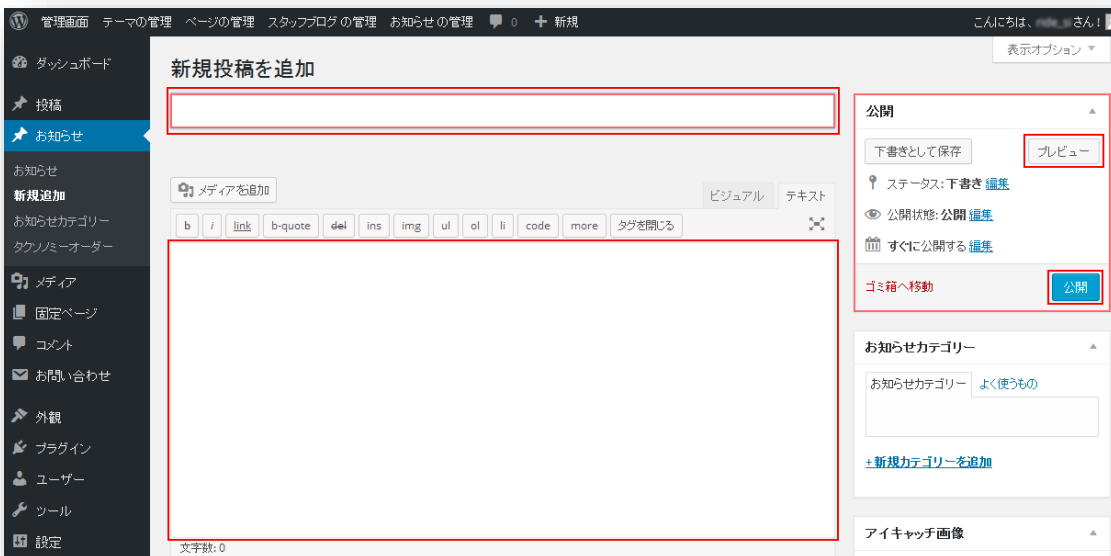 管理画面 テーマの管理 ページの管理 スタッフブログの管理 お知らせの管理 0 新規 こんにちは、 さん!
表示オプション
ダッシュボード
投稿
お知らせ
お知らせ
新規追加
お知らせカテゴリー
タクソノミーオーダー
メディア
固定ページ
コメント
お問い合わせ
外観
プラグイン
ユーザー
ツール
設定
新規投稿を追加
メディアを追加
ビジュアル テキスト
b i link b-quote del ins img ul ol li code more タグを閉じる
文字数: 0
公開
下書きとして保存 プレビュー
ステータス: 下書き 編集
公開状態: 公開 編集
すぐに公開する 編集
ゴミ箱へ移動 公開
お知らせカテゴリー
お知らせカテゴリー よく使うもの
+ 新規カテゴリーを追加
アイキャッチ画像